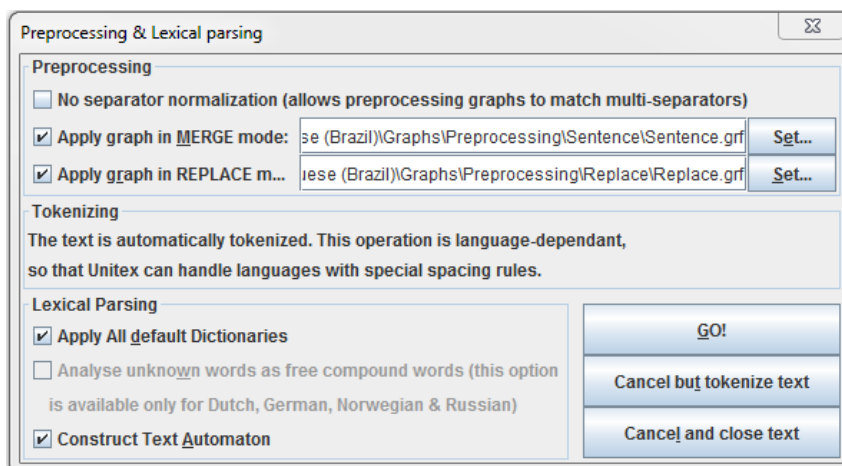 Preprocessing & Lexical parsing
Preprocessing
No separator normalization (allows preprocessing graphs to match multi-separators)
Apply graph in MERGE mode: se (Brazil)\Graphs\Preprocessing\Sentence\Sentence.grf Set...
Apply graph in REPLACE m... uese (Brazil)\Graphs\Preprocessing\Replace\Replace.grf Set...
Tokenizing
The text is automatically tokenized. This operation is language-dependant,
so that Unitex can handle languages with special spacing rules.
Lexical Parsing
Apply All default Dictionaries
Analyse unknown words as free compound words (this option
is available only for Dutch, German, Norwegian & Russian)
Construct Text Automaton
GO!
Cancel but tokenize text
Cancel and close text